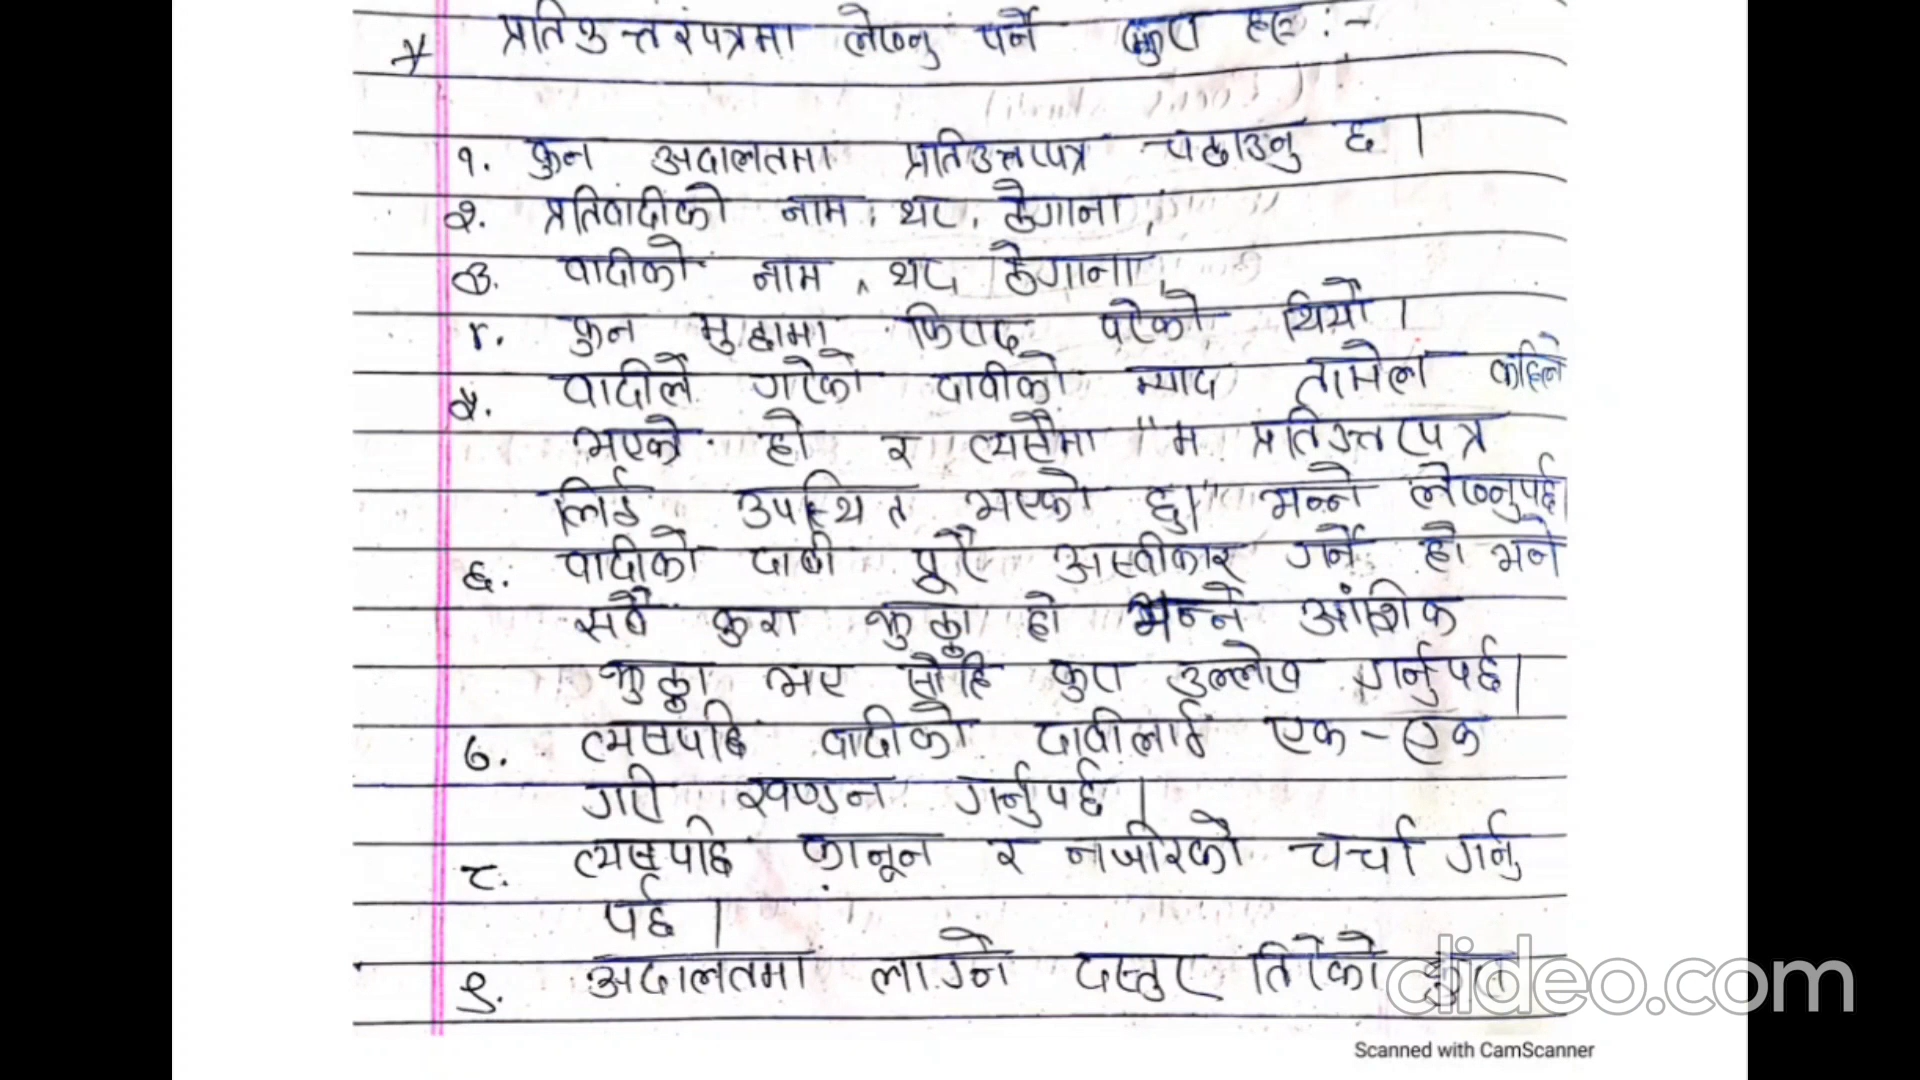 * प्रतिउत्तरपत्रमा लेख्नु पर्ने कुरा हरु :-
१. कुन अदालतमा प्रतिउत्तरपत्र चढाउनु छ ।
२. प्रतिवादीको नाम, थर, ठेगाना,
३. वादीको नाम, थर ठेगाना,
४. कुन मुद्दामा फिराद परेको थियो ।
५. वादीले गरेको दावीको म्याद तामेल कहिले
भएको हो र त्यसैमा "म प्रतिउत्तरपत्र
लिई उपस्थित भएको छु।" भन्ने लेख्नुपर्छ।
६. वादीको दावी पुरै अस्वीकार गर्ने हो भने
सबै कुरा झुठ्ठा हो भन्ने आंशिक
झुठ्ठा भए सोहि कुरा उल्लेख गर्नुपर्छ।
७. त्यसपछि वादीको दावीलाई एक-एक
गरी खण्डन गर्नुपर्छ ।
८. त्यसपछि कानून र नजिरको चर्चा गर्नु
पर्छ ।
९. अदालतमा लाग्ने दस्तुर तिरेको कुरा
clideo.com
Scanned with CamScanner